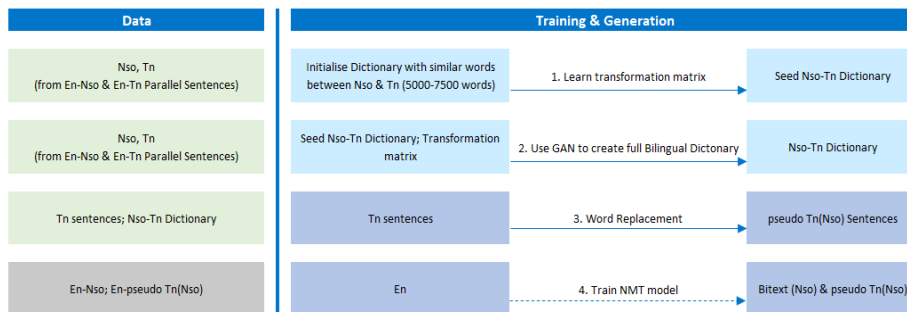 Data
Training & Generation
Nso, Tn
(from En-Nso & En-Tn Parallel Sentences)
Initialise Dictionary with similar words
between Nso & Tn (5000-7500 words)
1. Learn transformation matrix
Seed Nso-Tn Dictionary
Nso, Tn
(from En-Nso & En-Tn Parallel Sentences)
Seed Nso-Tn Dictionary; Transformation
matrix
2. Use GAN to create full Bilingual Dictonary
Nso-Tn Dictionary
Tn sentences; Nso-Tn Dictionary
Tn sentences
3. Word Replacement
pseudo Tn(Nso) Sentences
En-Nso; En-pseudo Tn(Nso)
En
4. Train NMT model
Bitext (Nso) & pseudo Tn(Nso)